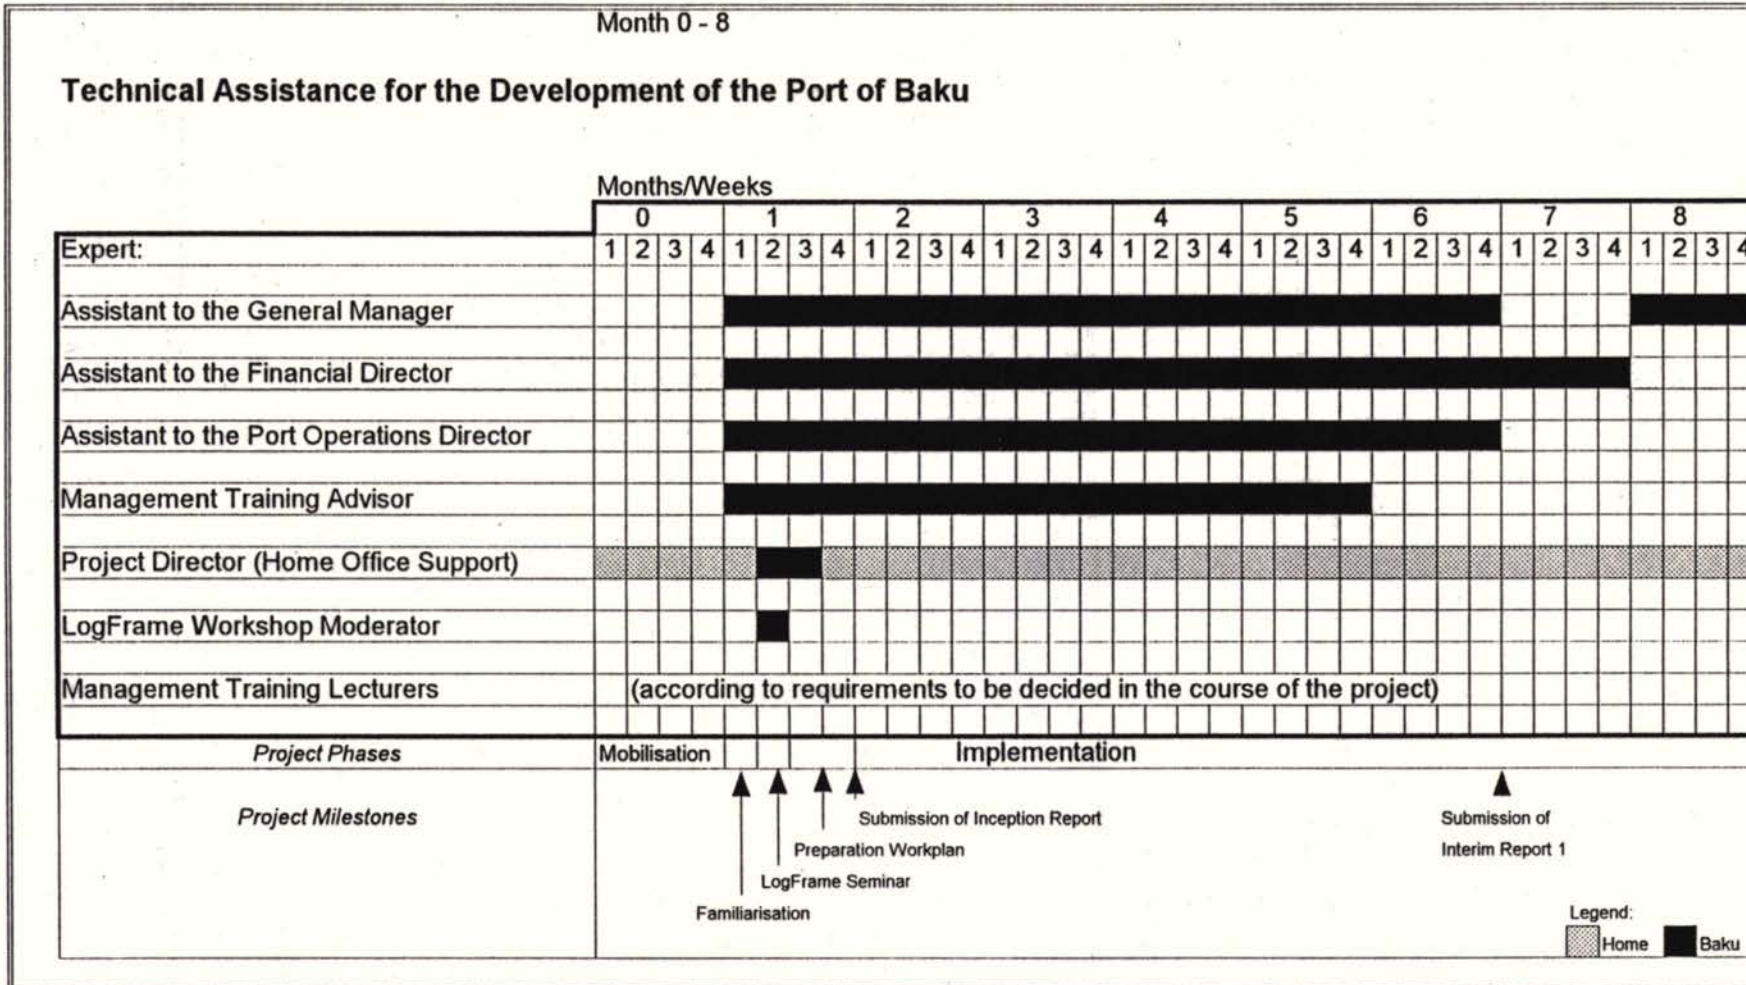 Month 0 - 8
Technical Assistance for the Development of the Port of Baku
Months/Weeks
0 1 2 3 4 5 6 7 8
Expert: 1 2 3 4 1 2 3 4 1 2 3 4 1 2 3 4 1 2 3 4 1 2 3 4 1 2 3 4 1 2 3 4 1 2 3 4
Assistant to the General Manager
Assistant to the Financial Director
Assistant to the Port Operations Director
Management Training Advisor
Project Director (Home Office Support)
LogFrame Workshop Moderator
Management Training Lecturers (according to requirements to be decided in the course of the project)
Project Phases Mobilisation Implementation
Project Milestones Submission of Inception Report Submission of
Preparation Workplan Interim Report 1
LogFrame Seminar
Familiarisation
Legend:
Home Baku